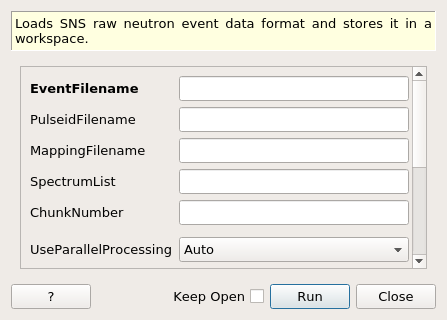 Loads SNS raw neutron event data format and stores it in a
workspace.
EventFilename
PulseidFilename
MappingFilename
SpectrumList
ChunkNumber
UseParallelProcessing Auto
? Keep Open Run Close